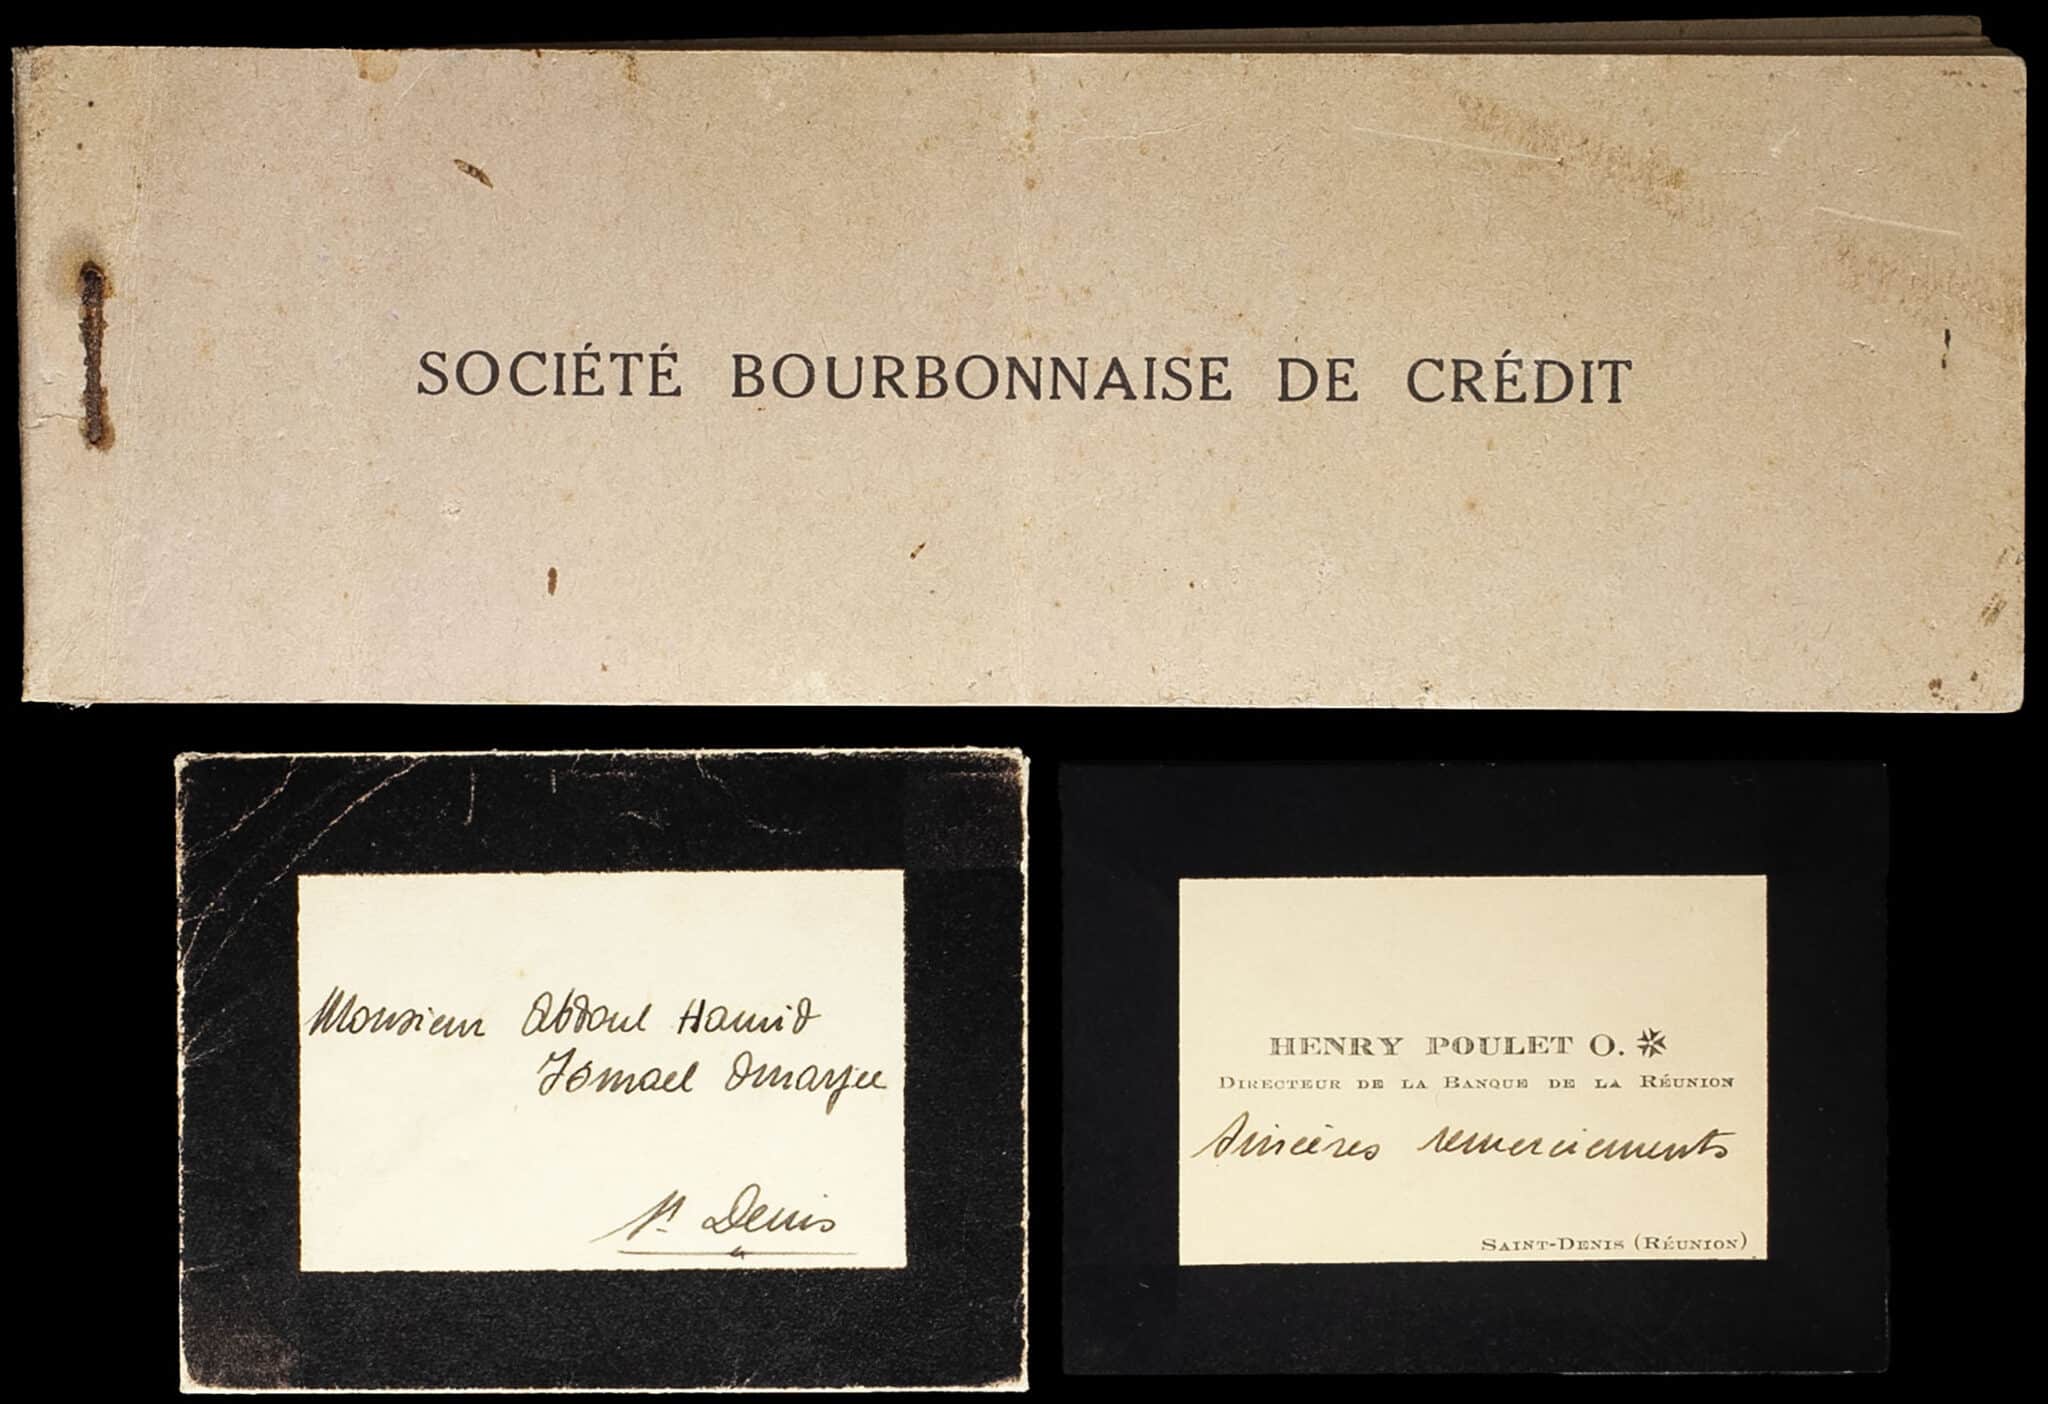 SOCIÉTÉ BOURBONNAISE DE CRÉDIT
Monsieur Abdoul Hamid
Ismael Omarjee
St Denis
HENRY POULET O.
DIRECTEUR DE LA BANQUE DE LA RÉUNION
Sincères remerciements
SAINT-DENIS (RÉUNION)